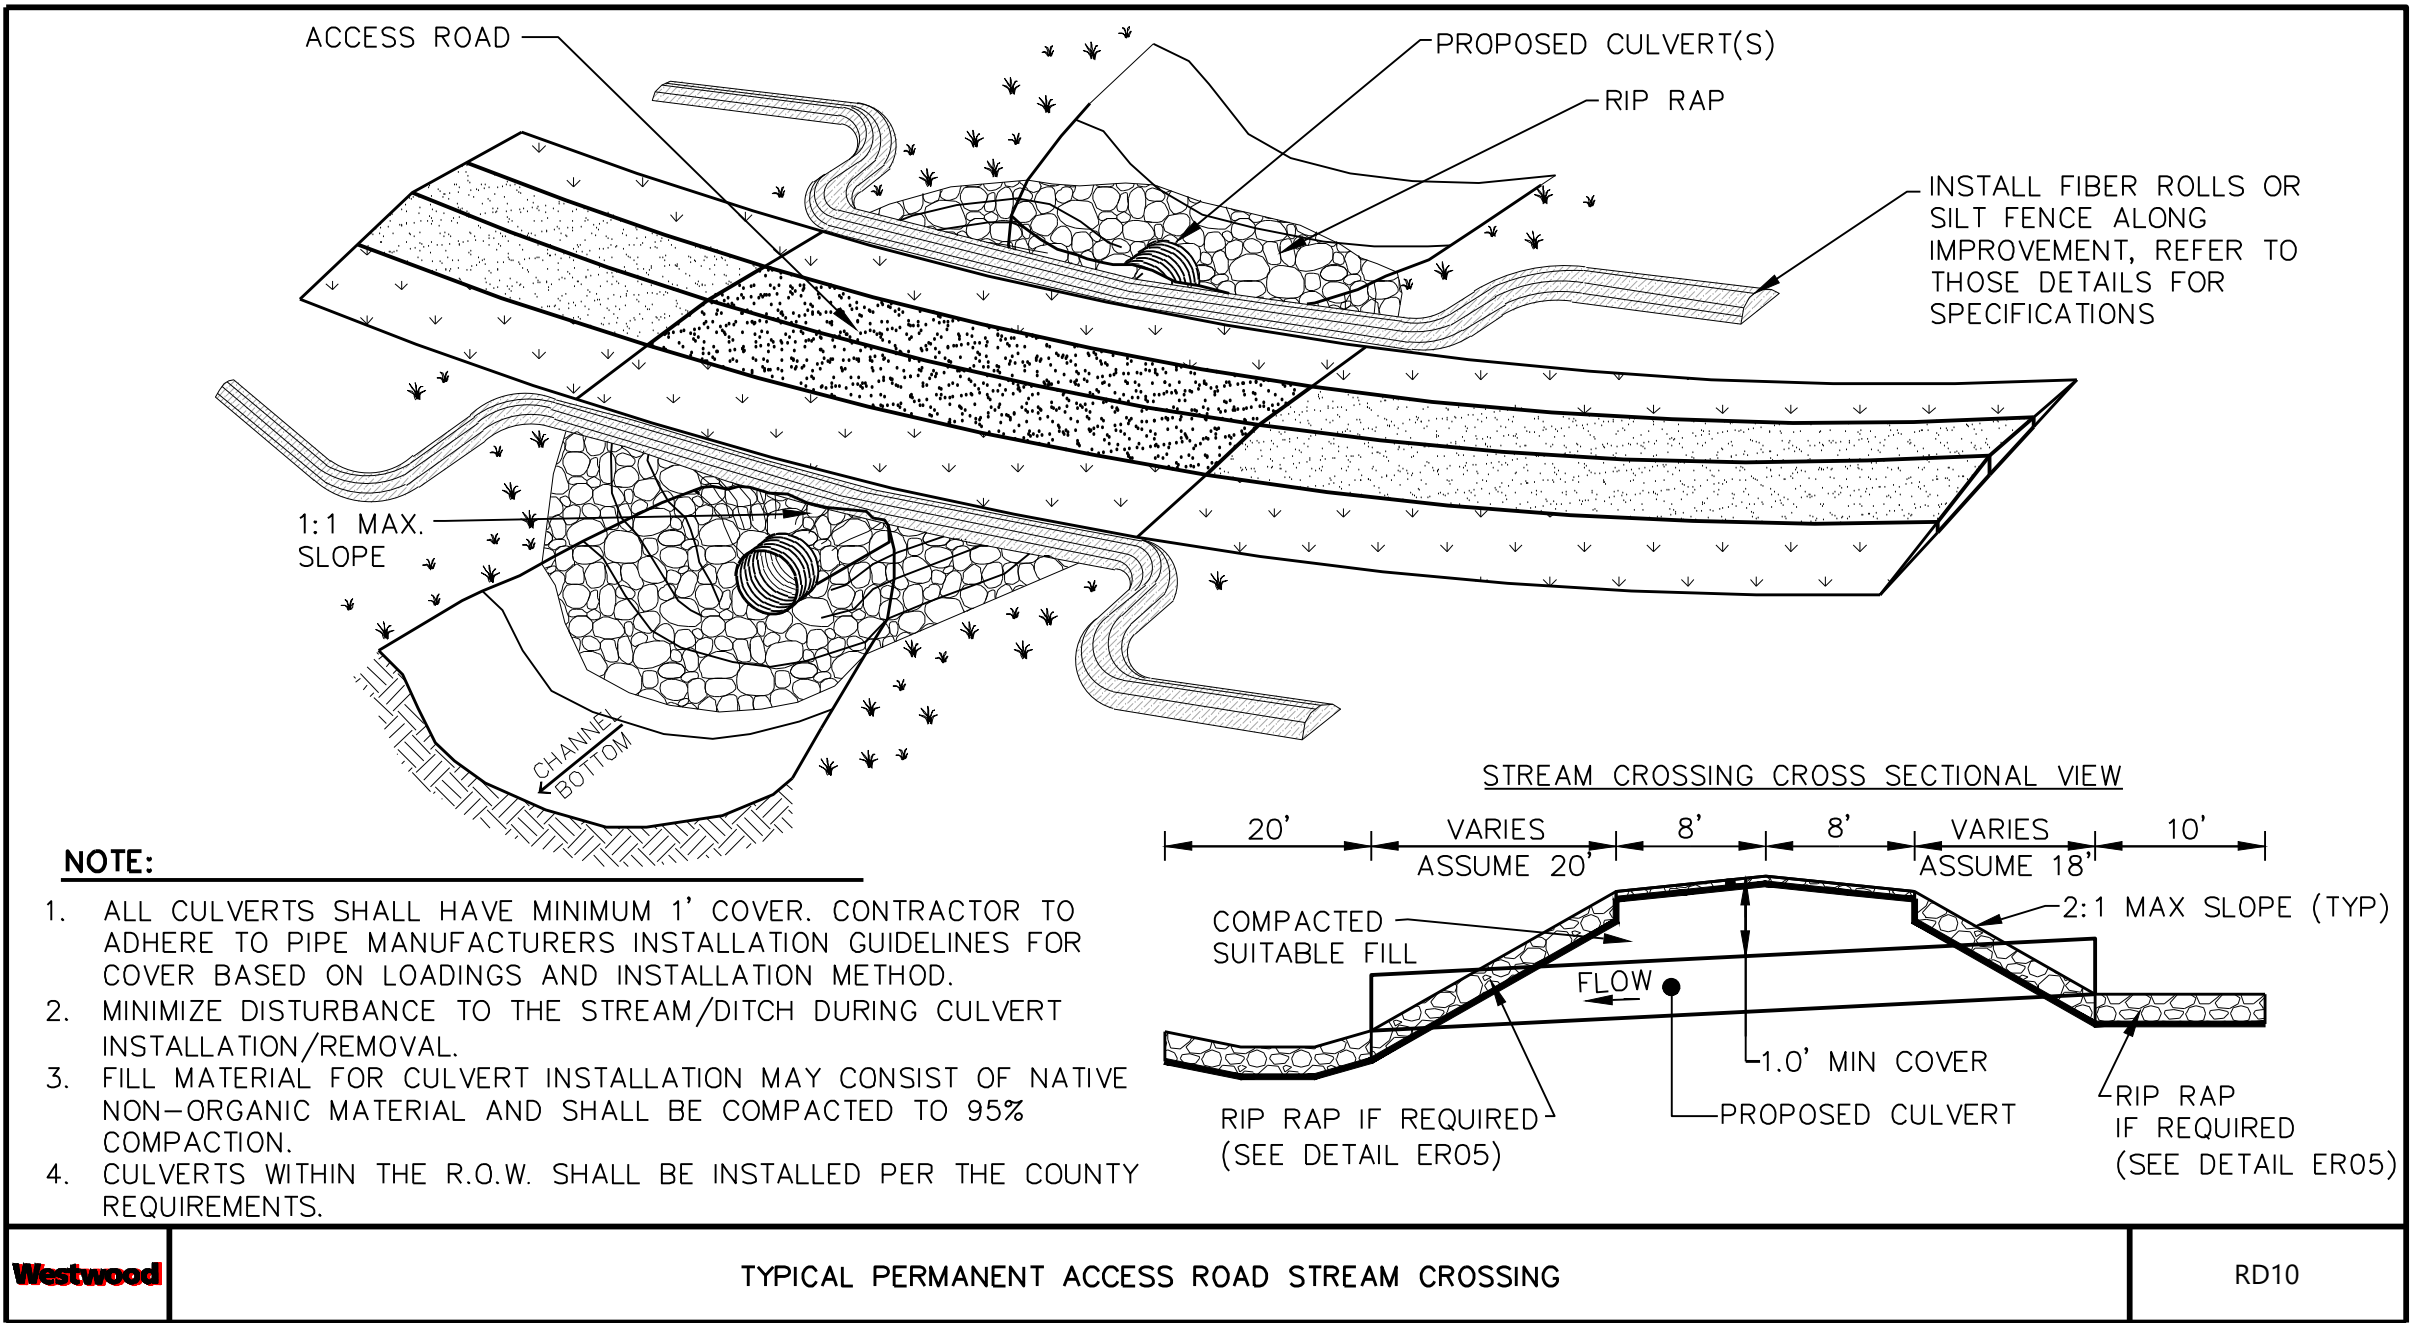 ACCESS ROAD
PROPOSED CULVERT(S)
RIP RAP
INSTALL FIBER ROLLS OR
SILT FENCE ALONG
IMPROVEMENT, REFER TO
THOSE DETAILS FOR
SPECIFICATIONS
1:1 MAX.
SLOPE
CHANNEL
BOTTOM
STREAM CROSSING CROSS SECTIONAL VIEW
20' VARIES 8' 8' VARIES 10'
ASSUME 20' ASSUME 18'
2:1 MAX SLOPE (TYP)
COMPACTED
SUITABLE FILL
FLOW
1.0' MIN COVER
PROPOSED CULVERT
RIP RAP IF REQUIRED
(SEE DETAIL ER05)
RIP RAP
IF REQUIRED
(SEE DETAIL ER05)
NOTE:
1. ALL CULVERTS SHALL HAVE MINIMUM 1' COVER. CONTRACTOR TO
ADHERE TO PIPE MANUFACTURERS INSTALLATION GUIDELINES FOR
COVER BASED ON LOADINGS AND INSTALLATION METHOD.
2. MINIMIZE DISTURBANCE TO THE STREAM/DITCH DURING CULVERT
INSTALLATION/REMOVAL.
3. FILL MATERIAL FOR CULVERT INSTALLATION MAY CONSIST OF NATIVE
NON-ORGANIC MATERIAL AND SHALL BE COMPACTED TO 95%
COMPACTION.
4. CULVERTS WITHIN THE R.O.W. SHALL BE INSTALLED PER THE COUNTY
REQUIREMENTS.
Westwood
TYPICAL PERMANENT ACCESS ROAD STREAM CROSSING
RD10